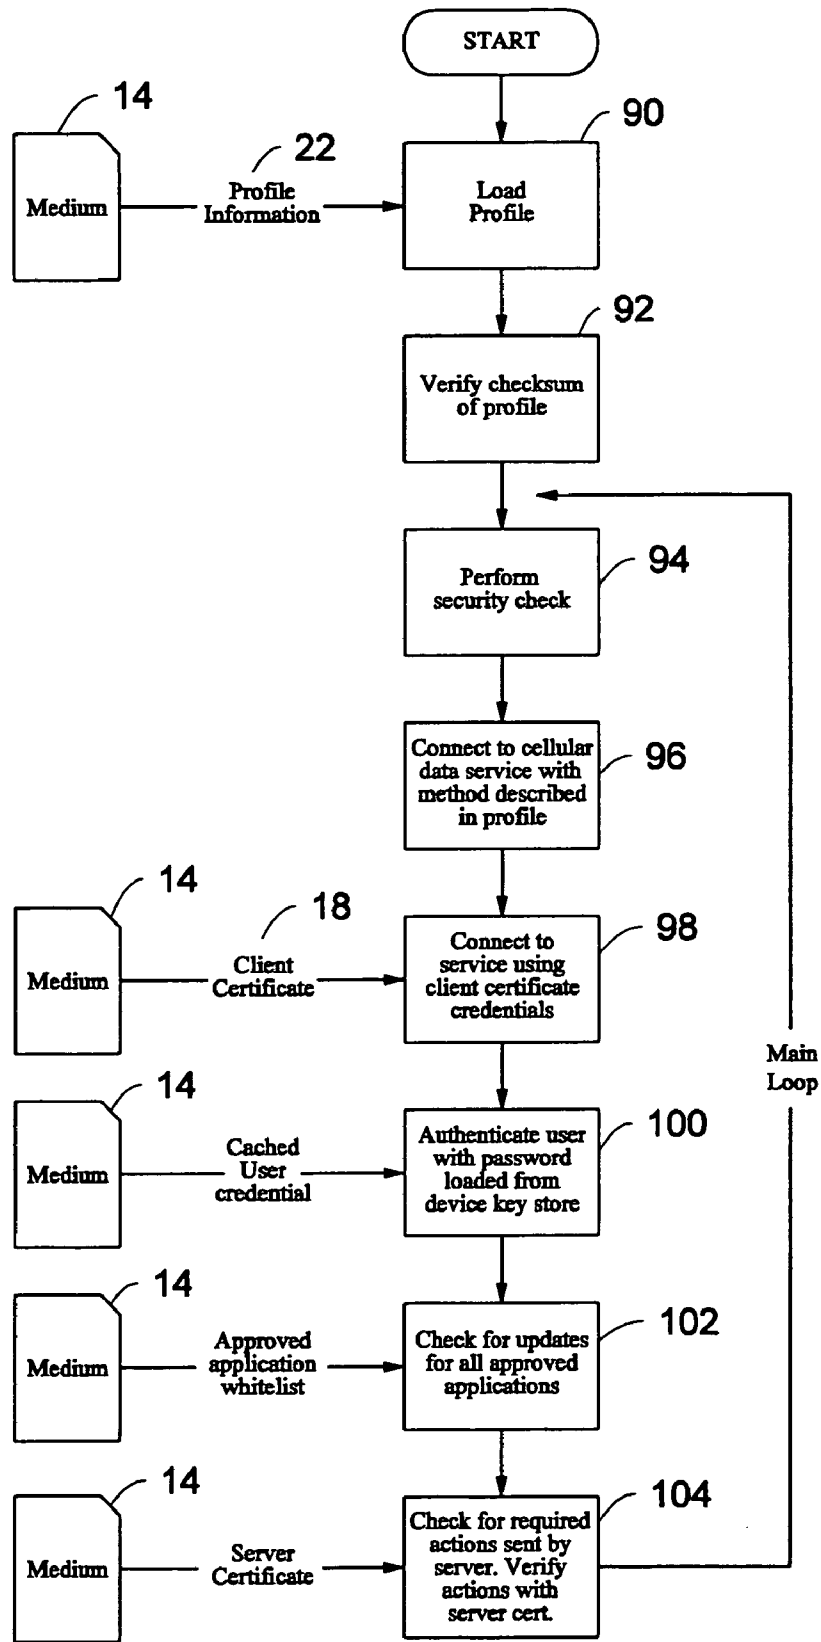 START
14
90
22
Medium
Profile
Information
Load
Profile
92
Verify checksum
of profile
94
Perform
security check
96
Connect to cellular
data service with
method described
in profile
14
18
98
Medium
Client
Certificate
Connect to
service using
client certificate
credentials
Main
Loop
14
100
Medium
Cached
User
credential
Authenticate user
with password
loaded from
device key store
14
102
Medium
Approved
application
whitelist
Check for updates
for all approved
applications
14
104
Medium
Server
Certificate
Check for required
actions sent by
server. Verify
actions with
server cert.